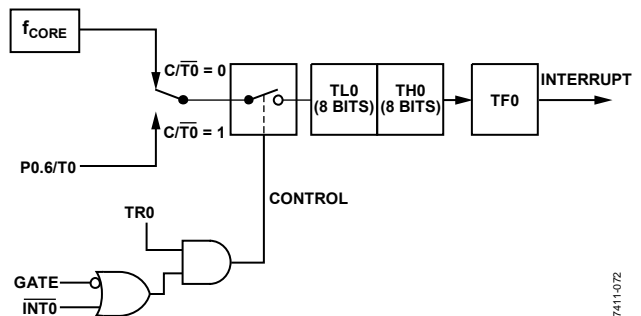 fCORE
C/T0̅ = 0
C/T0̅ = 1
P0.6/T0
TL0
(8 BITS)
TH0
(8 BITS)
TF0
INTERRUPT
CONTROL
TR0
GATE
I̅N̅T̅0̅
7411-072